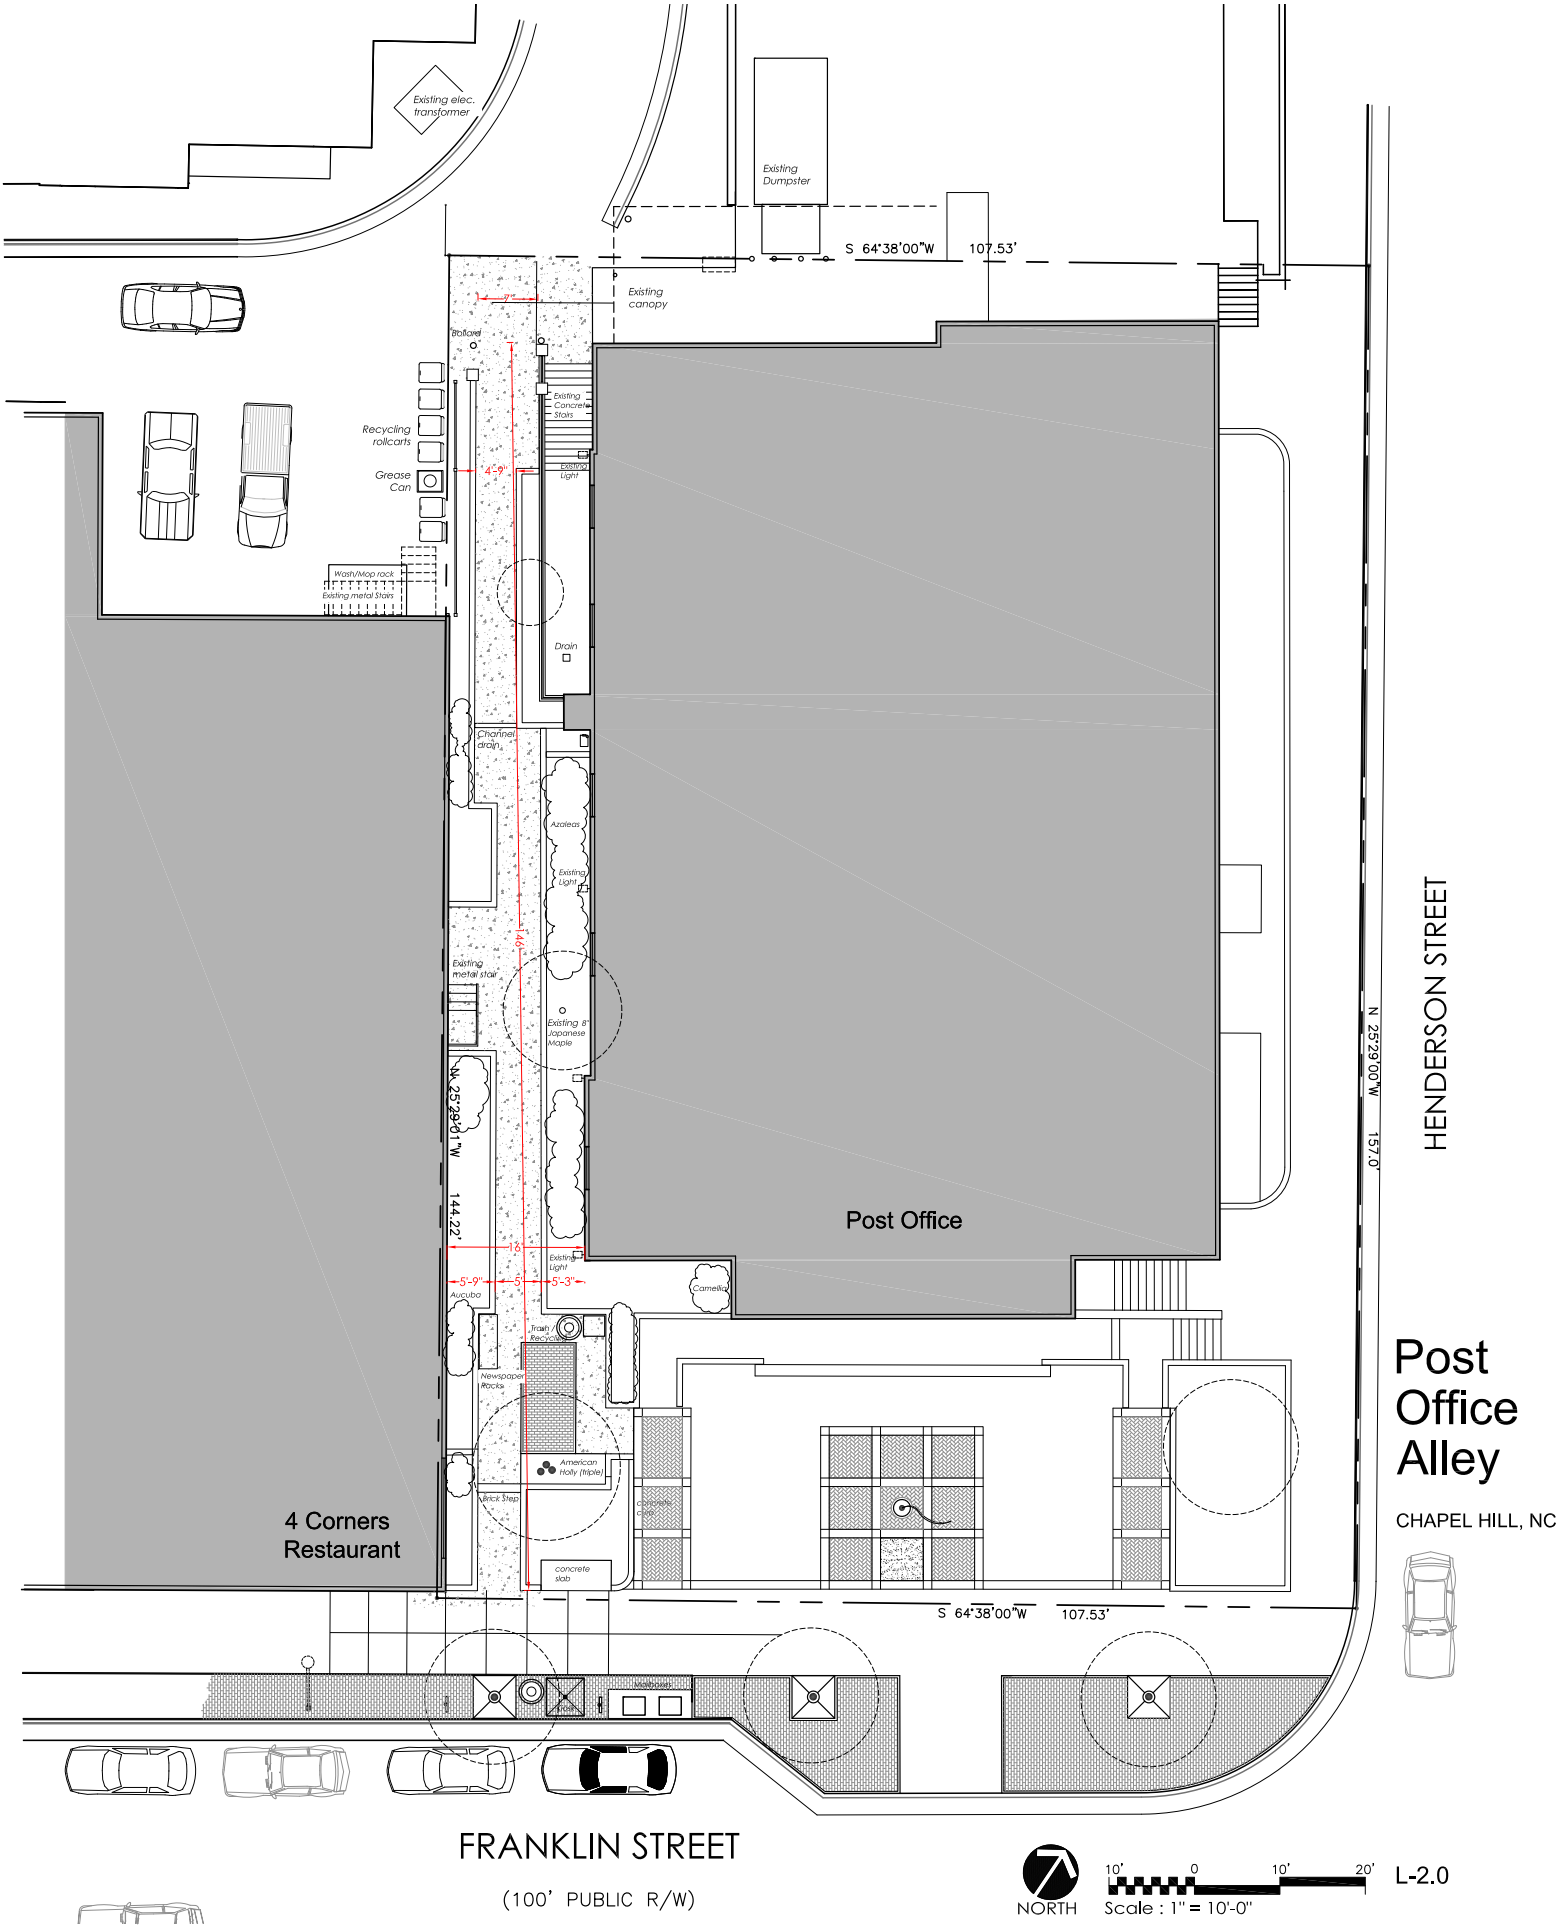 Existing elec.
transformer
Existing
Dumpster
S 64°38'00"W 107.53'
Existing
canopy
7'
Bollard
Existing
Concrete
Stairs
Recycling
rollcarts
Grease
Can
4'-9"
Existing
Light
Wash/Mop rack
Existing metal Stairs
Drain
Channel
drain
Azaleas
Existing
Light
146'
Existing
metal stair
Existing 8"
Japanese
Maple
N 25°29'01"W 144.22'
HENDERSON STREET
N 25°29'00"W 157.0'
Post Office
16'
Existing
Light
5'-9" 5' 5'-3"
Aucuba
Camellia
Trash /
Recycling
Newspaper
Racks
American
Holly (triple)
Brick Step
concrete
curb
concrete
slab
4 Corners
Restaurant
Post
Office
Alley
CHAPEL HILL, NC
S 64°38'00"W 107.53'
Mailboxes
Kiosk
FRANKLIN STREET
(100' PUBLIC R/W)
NORTH
10' 0 10' 20'
Scale : 1" = 10'-0"
L-2.0